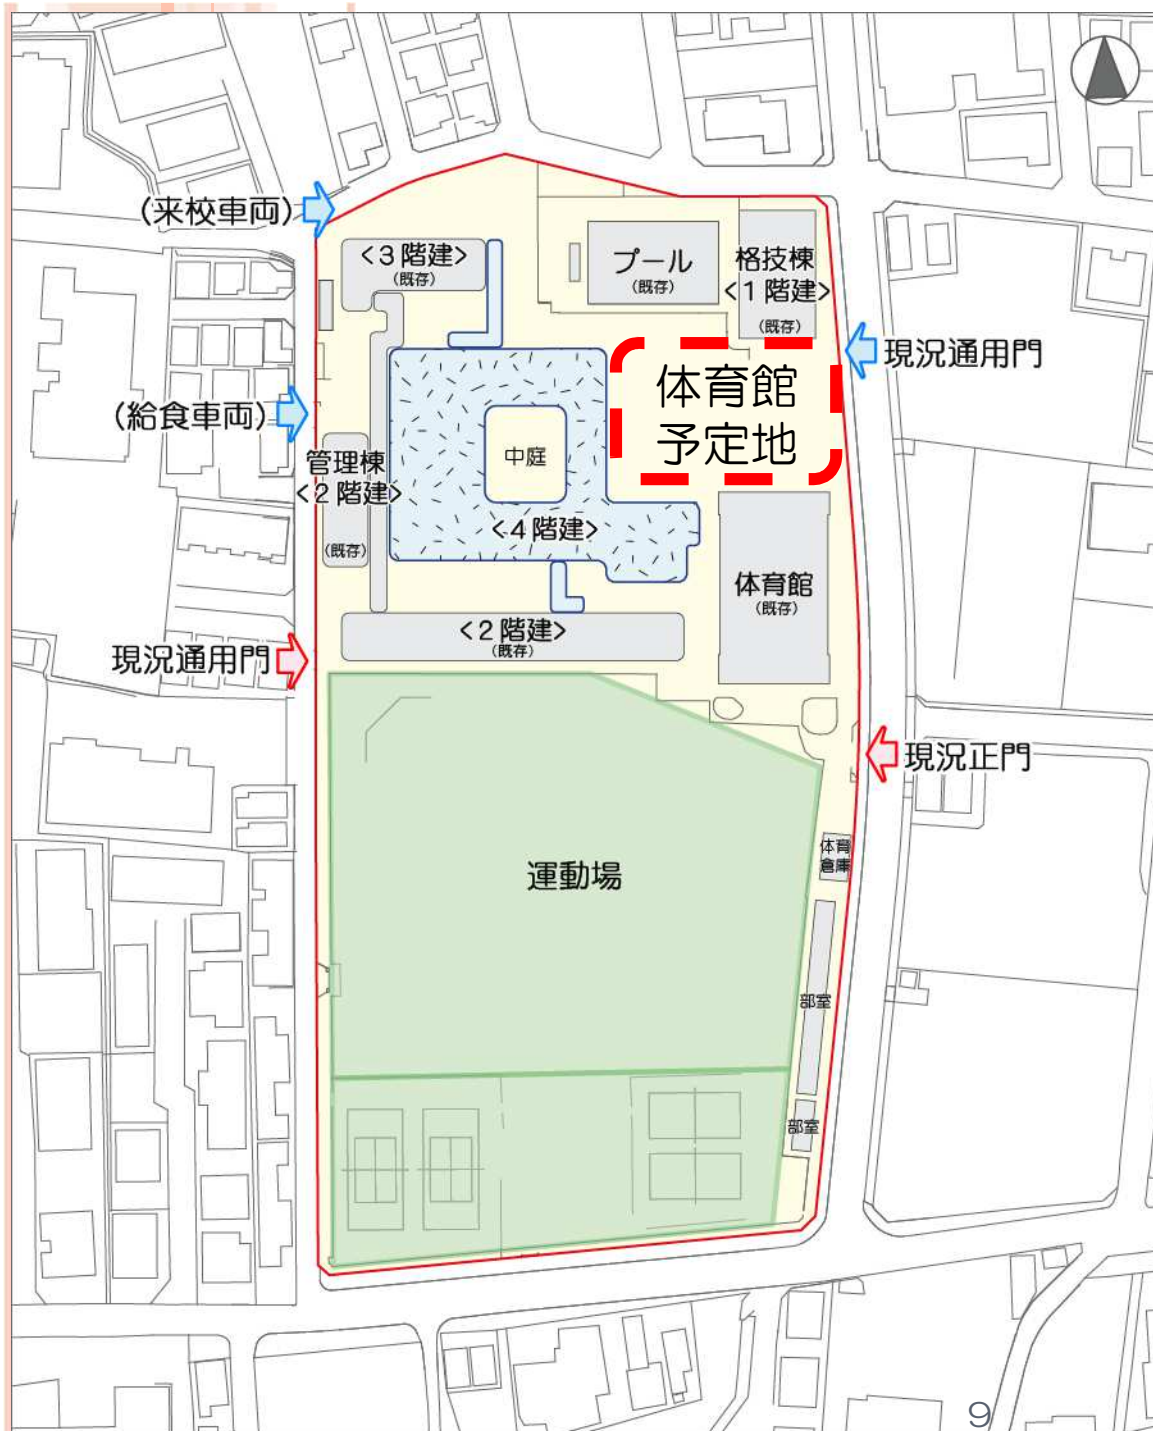 (来校車両)
<3階建>
(既存)
プール
(既存)
格技棟
<1階建>
(既存)
現況通用門
体育館
予定地
(給食車両)
管理棟
<2階建>
(既存)
中庭
<4階建>
体育館
(既存)
<2階建>
(既存)
現況通用門
現況正門
体育
倉庫
運動場
部室
部室
9